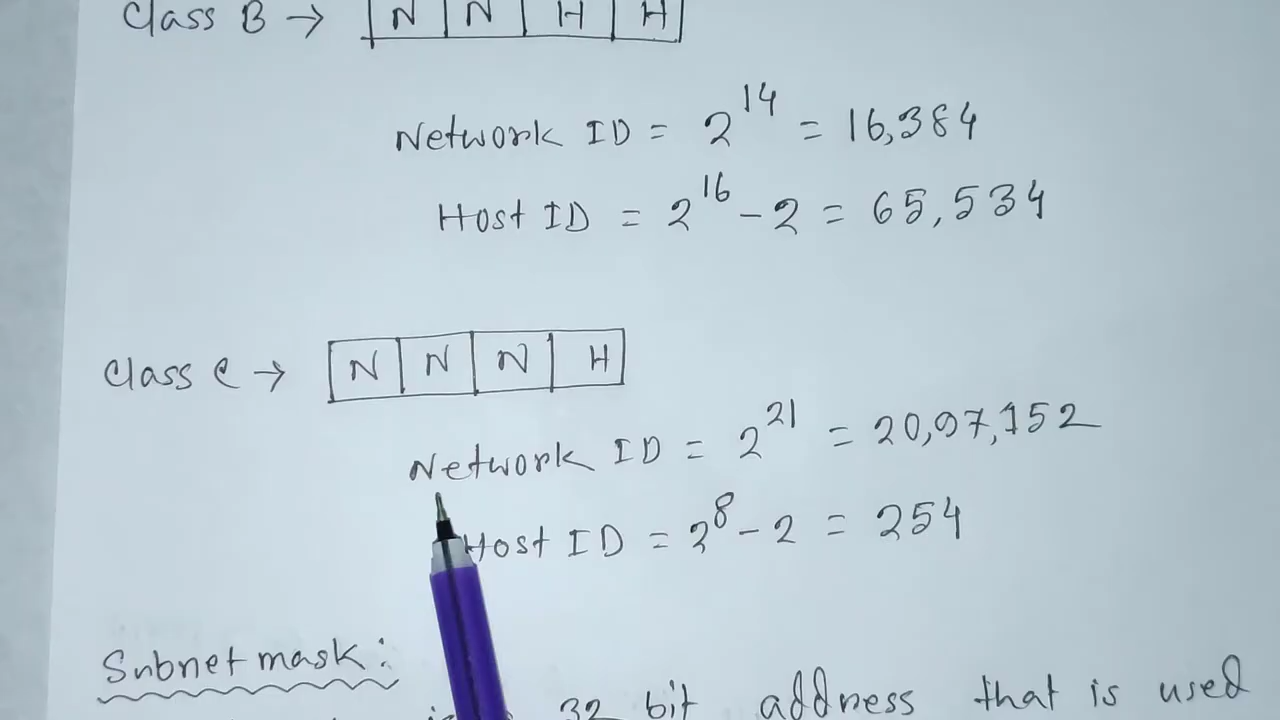 Class B → N N H H
Network ID = 2^14 = 16,384
Host ID = 2^16 - 2 = 65,534
Class C → N N N H
Network ID = 2^21 = 20,97,152
Host ID = 2^8 - 2 = 254
Subnet mask:
32 bit address that is used